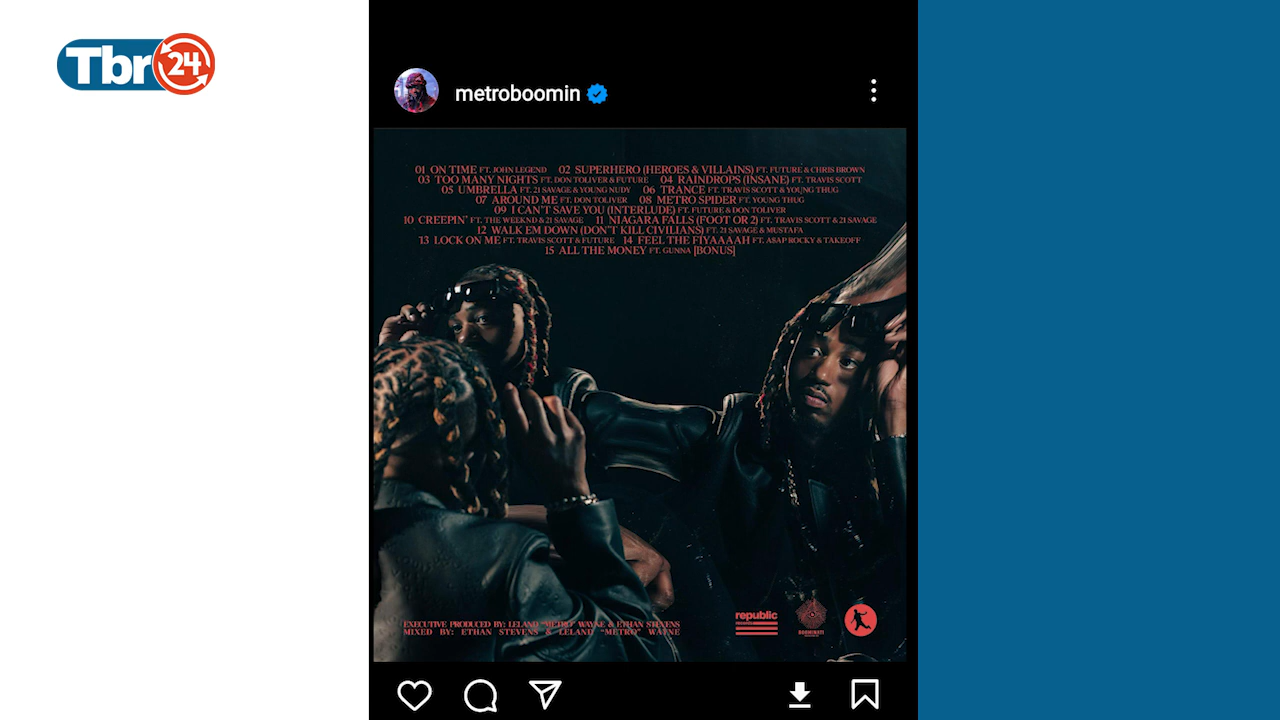 Tbr 24
metroboomin
01 ON TIME FT. JOHN LEGEND 02 SUPERHERO (HEROES & VILLAINS) FT. FUTURE & CHRIS BROWN
03 TOO MANY NIGHTS FT. DON TOLIVER & FUTURE 04 RAINDROPS (INSANE) FT. TRAVIS SCOTT
05 UMBRELLA FT. 21 SAVAGE & YOUNG NUDY 06 TRANCE FT. TRAVIS SCOTT & YOUNG THUG
07 AROUND ME FT. DON TOLIVER 08 METRO SPIDER FT. YOUNG THUG
09 I CAN'T SAVE YOU (INTERLUDE) FT. FUTURE & DON TOLIVER
10 CREEPIN' FT. THE WEEKND & 21 SAVAGE 11 NIAGARA FALLS (FOOT OR 2) FT. TRAVIS SCOTT & 21 SAVAGE
12 WALK EM DOWN (DON'T KILL CIVILIANS) FT. 21 SAVAGE & MUSTAFA
13 LOCK ON ME FT. TRAVIS SCOTT & FUTURE 14 FEEL THE FIYAAAAH FT. A$AP ROCKY & TAKEOFF
15 ALL THE MONEY FT. GUNNA [BONUS]
EXECUTIVE PRODUCED BY: LELAND "METRO" WAYNE & ETHAN STEVENS
MIXED BY: ETHAN STEVENS & LELAND "METRO" WAYNE
republic
RECORDS
BOOMINATI